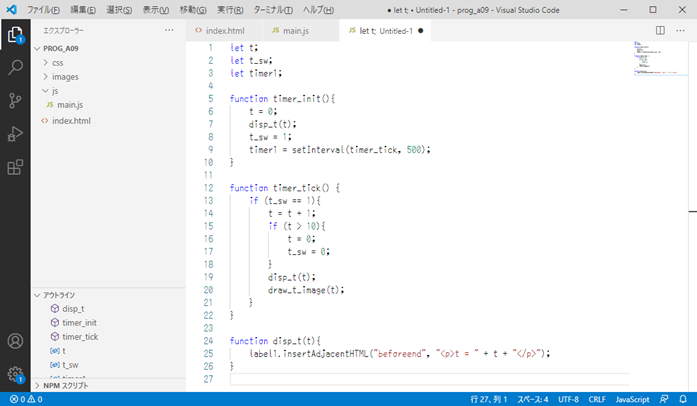 ファイル(F) 編集(E) 選択(S) 表示(V) 移動(G) 実行(R) ターミナル(T) ヘルプ(H) ● let t; • Untitled-1 - prog_a09 - Visual Studio Code
エクスプローラー
PROG_A09
css
images
js
JS main.js
<> index.html
アウトライン
disp_t
timer_init
timer_tick
t
t_sw
NPM スクリプト
1
1
<> index.html JS main.js JS let t; Untitled-1 ●
1 let t;
2 let t_sw;
3 let timer1;
4
5 function timer_init(){
6 t = 0;
7 disp_t(t);
8 t_sw = 1;
9 timer1 = setInterval(timer_tick, 500);
10 }
11
12 function timer_tick() {
13 if (t_sw == 1){
14 t = t + 1;
15 if (t > 10){
16 t = 0;
17 t_sw = 0;
18 }
19 disp_t(t);
20 draw_t_image(t);
21 }
22 }
23
24 function disp_t(t){
25 label1.insertAdjacentHTML("beforeend", "<p>t = " + t + "</p>");
26 }
27
0 0 行 27、列 1 スペース: 4 UTF-8 CRLF JavaScript